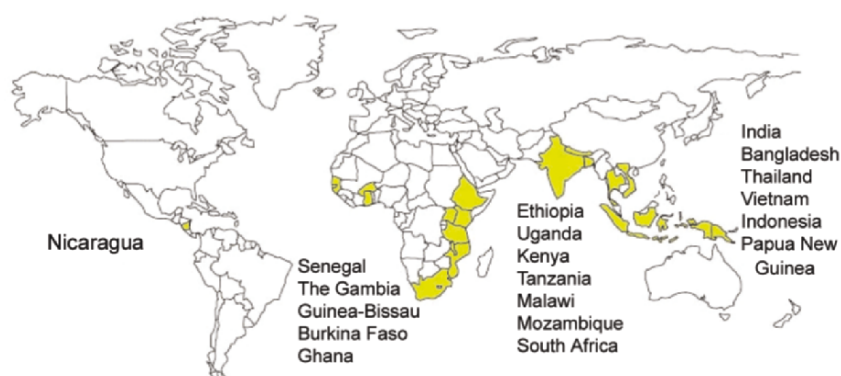 Nicaragua
Senegal
The Gambia
Guinea-Bissau
Burkina Faso
Ghana
Ethiopia
Uganda
Kenya
Tanzania
Malawi
Mozambique
South Africa
India
Bangladesh
Thailand
Vietnam
Indonesia
Papua New
Guinea